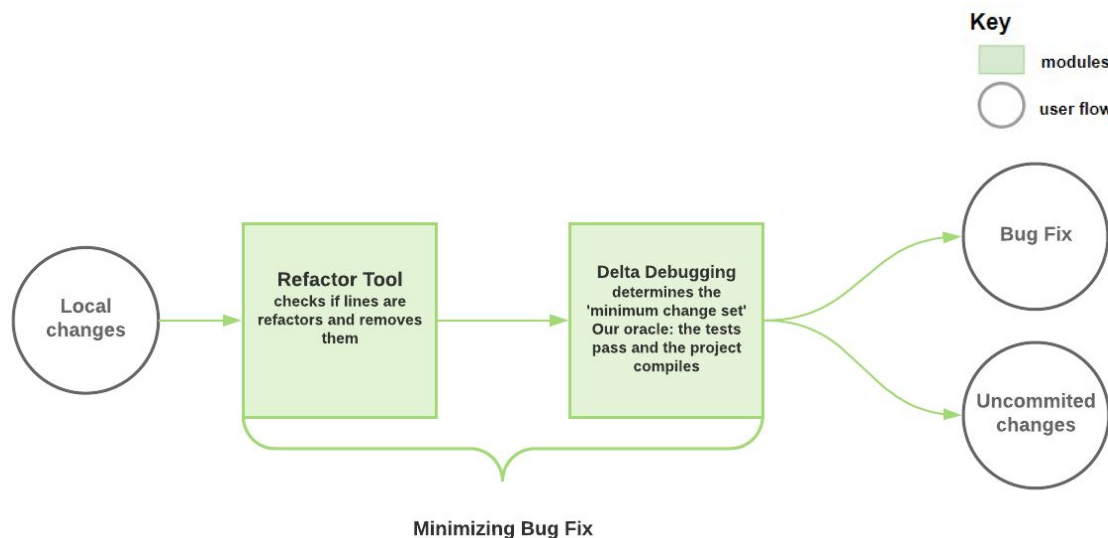 Key
modules
user flow
Local
changes
Refactor Tool
checks if lines are
refactors and removes
them
Delta Debugging
determines the
'minimum change set'
Our oracle: the tests
pass and the project
compiles
Bug Fix
Uncommited
changes
Minimizing Bug Fix